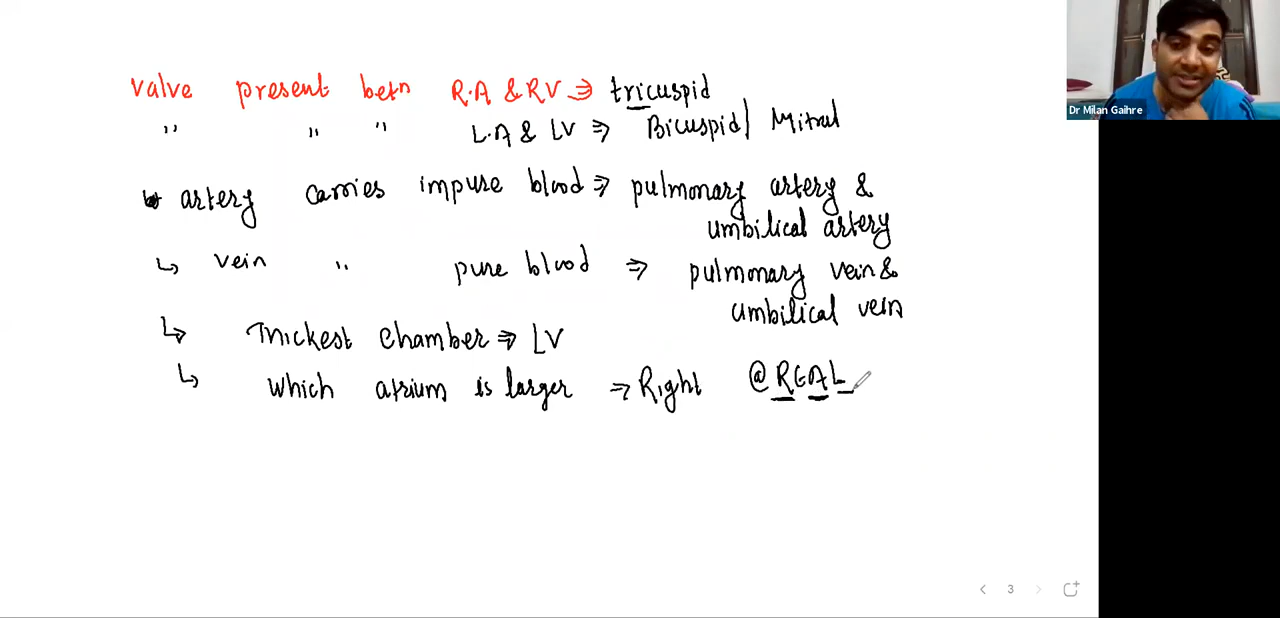 valve present betn R.A & RV ⇒ tricuspid
" " " L.A & LV ⇒ Bicuspid/ Mitral
↳ artery carries impure blood ⇒ pulmonary artery &
umbilical artery
↳ vein " pure blood ⇒ pulmonary vein &
umbilical vein
↳ Thickest chamber ⇒ LV
↳ which atrium is larger ⇒ Right @REAL
Dr Milan Gaihre
3